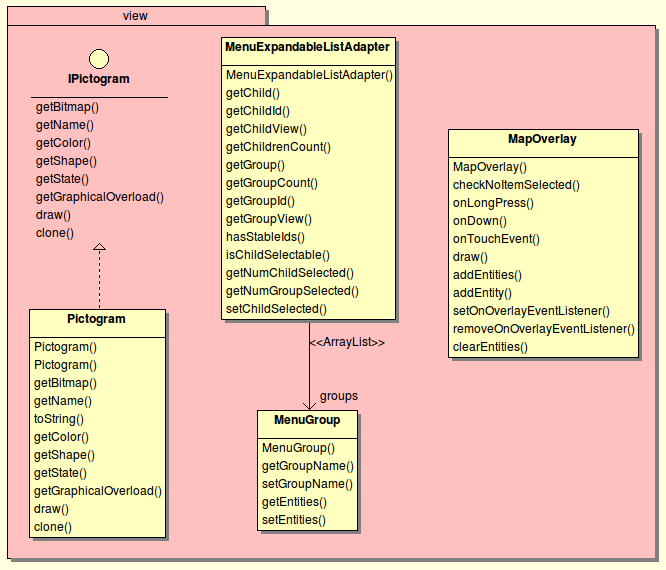 view
IPictogram
getBitmap()
getName()
getColor()
getShape()
getState()
getGraphicalOverload()
draw()
clone()
Pictogram
Pictogram()
Pictogram()
getBitmap()
getName()
toString()
getColor()
getShape()
getState()
getGraphicalOverload()
draw()
clone()
MenuExpandableListAdapter
MenuExpandableListAdapter()
getChild()
getChildId()
getChildView()
getChildrenCount()
getGroup()
getGroupCount()
getGroupId()
getGroupView()
hasStableIds()
isChildSelectable()
getNumChildSelected()
getNumGroupSelected()
setChildSelected()
<<ArrayList>>
groups
MenuGroup
MenuGroup()
getGroupName()
setGroupName()
getEntities()
setEntities()
MapOverlay
MapOverlay()
checkNoItemSelected()
onLongPress()
onDown()
onTouchEvent()
draw()
addEntities()
addEntity()
setOnOverlayEventListener()
removeOnOverlayEventListener()
clearEntities()